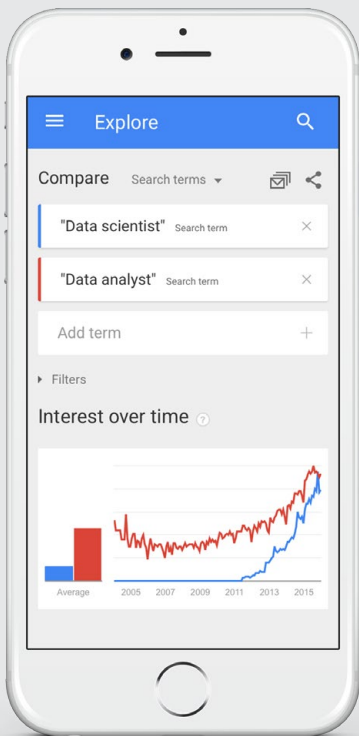 Explore
Compare Search terms
"Data scientist" Search term
"Data analyst" Search term
Add term
Filters
Interest over time ?
Average 2005 2007 2009 2011 2013 2015